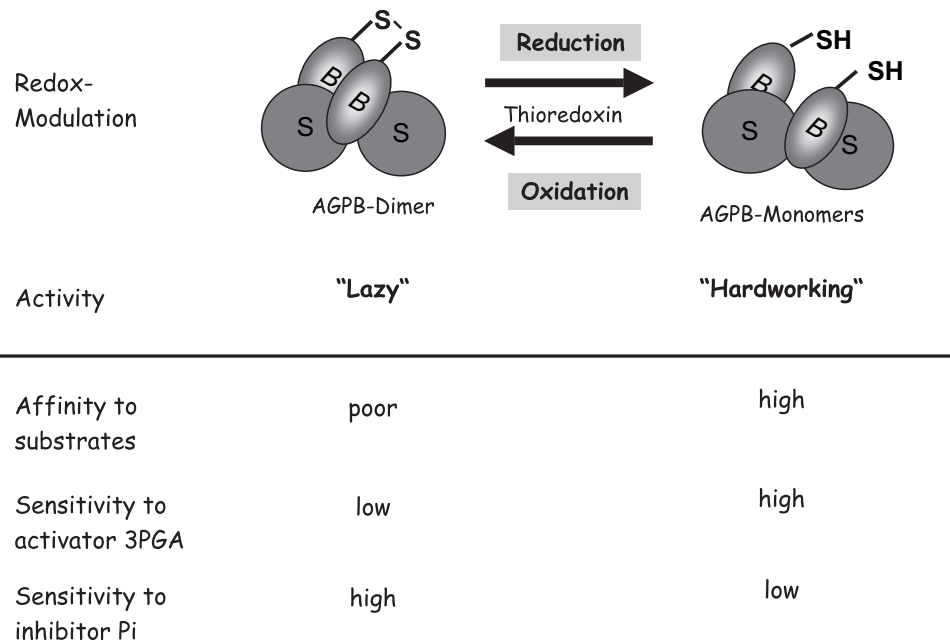 S
S
Reduction
SH
SH
Redox-
Modulation
B
B
S
S
Thioredoxin
B
B
S
S
Oxidation
AGPB-Dimer
AGPB-Monomers
Activity
“Lazy“
“Hardworking“
Affinity to
substrates
poor
high
Sensitivity to
activator 3PGA
low
high
Sensitivity to
inhibitor Pi
high
low